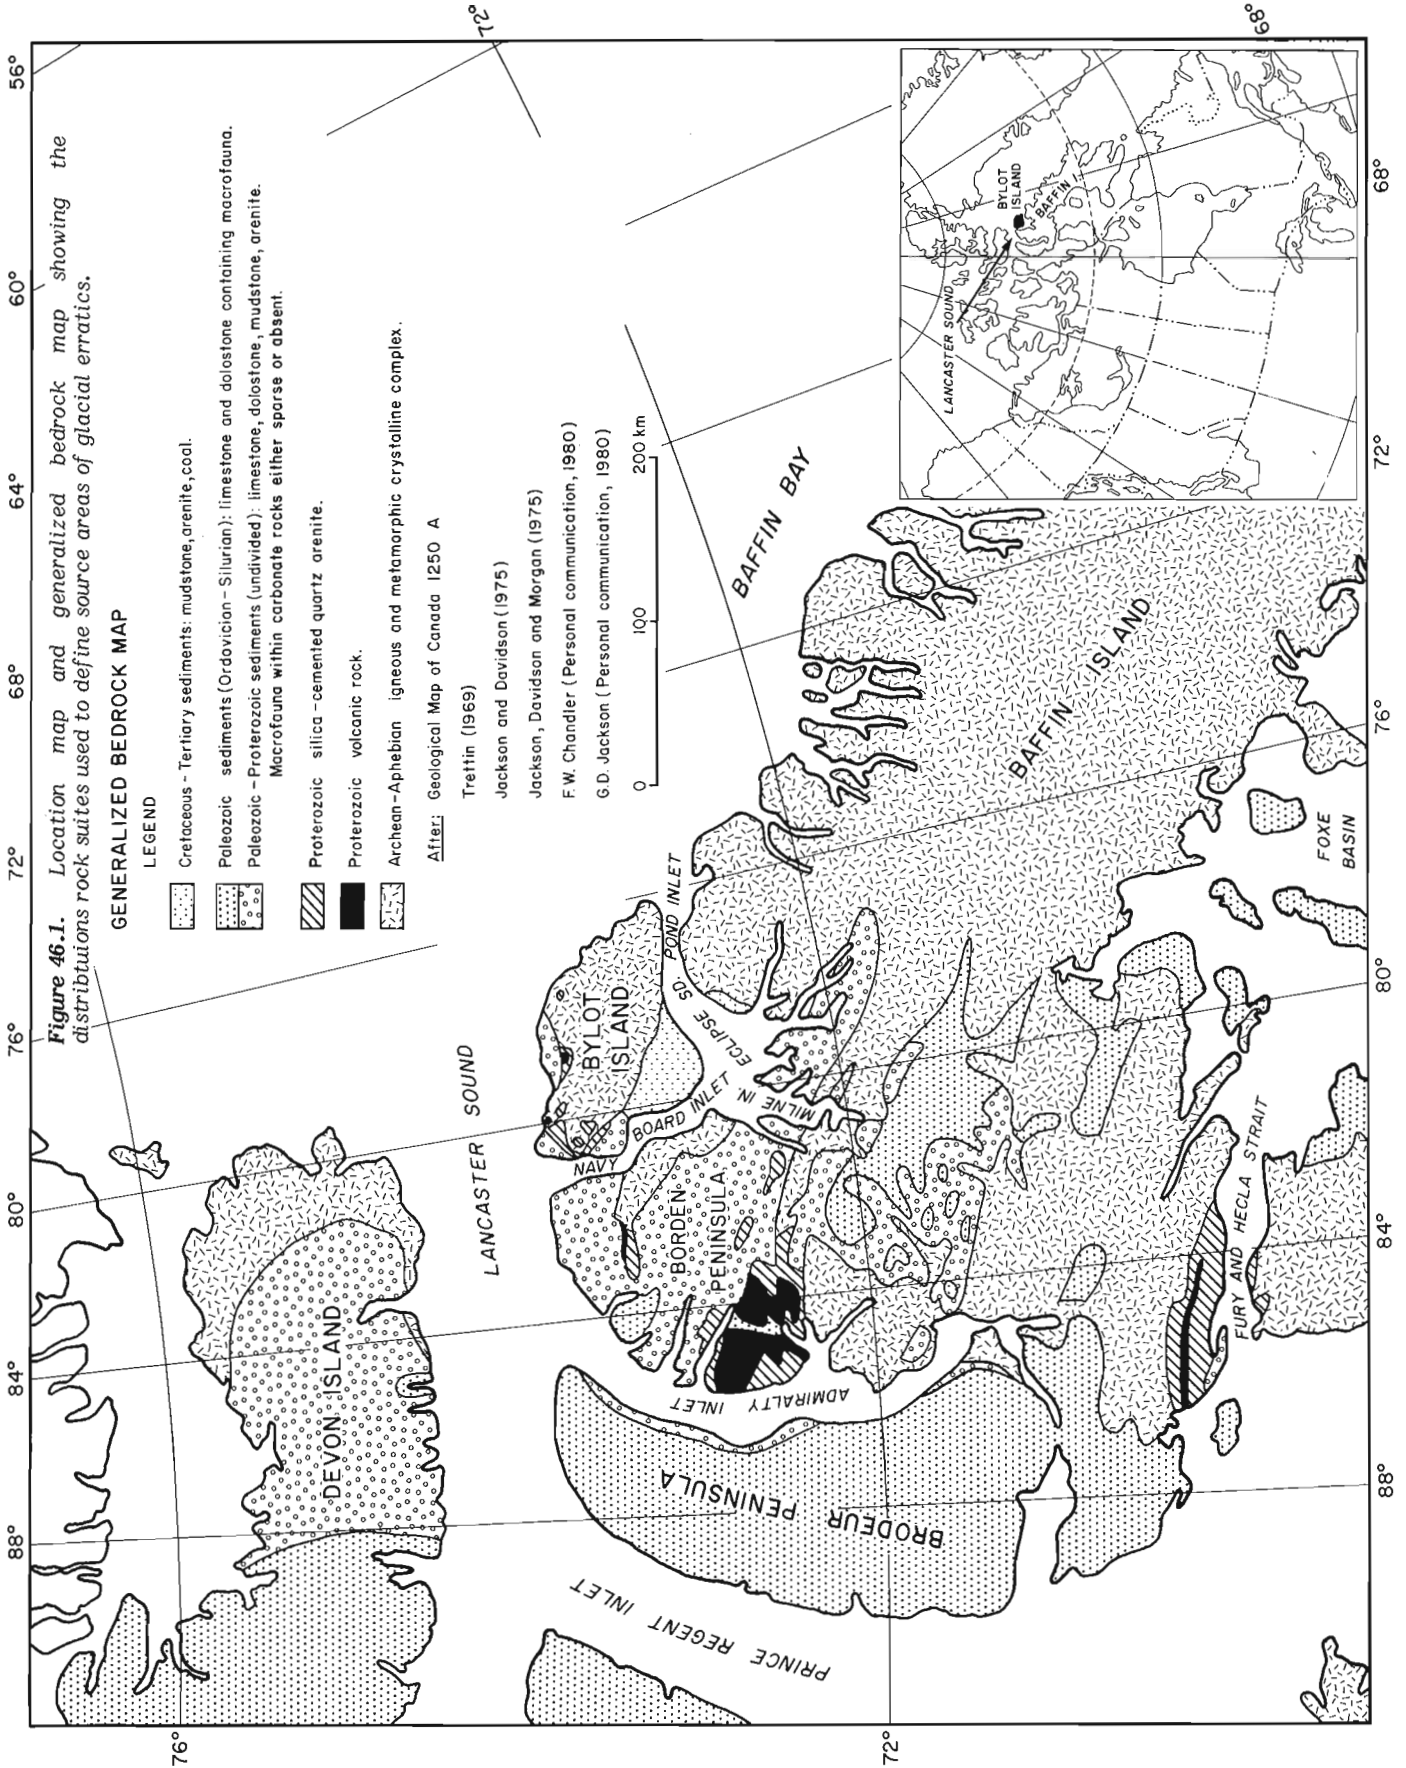 Figure 46.1. Location map and generalized bedrock map showing the
distribtuions rock suites used to define source areas of glacial erratics.
GENERALIZED BEDROCK MAP
LEGEND
Cretaceous - Tertiary sediments: mudstone, arenite, coal.
Paleozoic sediments (Ordovician - Silurian): limestone and dolostone containing macrofauna.
Paleozoic - Proterozoic sediments (undivided): limestone, dolostone, mudstone, arenite.
Macrofauna within carbonate rocks either sparse or absent.
Proterozoic silica - cemented quartz arenite.
Proterozoic volcanic rock.
Archean - Aphebian igneous and metamorphic crystalline complex.
After: Geological Map of Canada 1250 A
Trettin (1969)
Jackson and Davidson (1975)
Jackson, Davidson and Morgan (1975)
F.W. Chandler (Personal communication, 1980)
G.D. Jackson (Personal communication, 1980)
0 100 200 km
88° 84° 80° 76° 72° 68° 64° 60° 56°
76°
72°
72°
68°
88° 84° 80° 76° 72° 68°
DEVON ISLAND
LANCASTER SOUND
BYLOT
ISLAND
BAFFIN BAY
POND INLET
ECLIPSE SD
NAVY BOARD INLET
MILNE IN
BORDEN
PENINSULA
ADMIRALTY INLET
BRODEUR PENINSULA
PRINCE REGENT INLET
BAFFIN ISLAND
FURY AND HECLA STRAIT
FOXE
BASIN
LANCASTER SOUND
BYLOT
ISLAND
BAFFIN I.